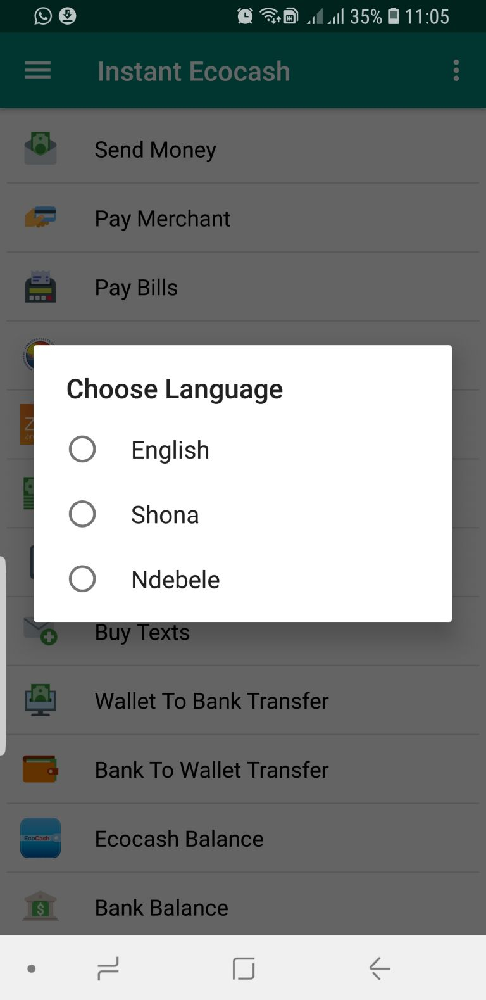 35% 11:05
Instant Ecocash
Send Money
Pay Merchant
Pay Bills
Choose Language
English
Shona
Ndebele
Buy Texts
Wallet To Bank Transfer
Bank To Wallet Transfer
EcoCash
Ecocash Balance
$
Bank Balance